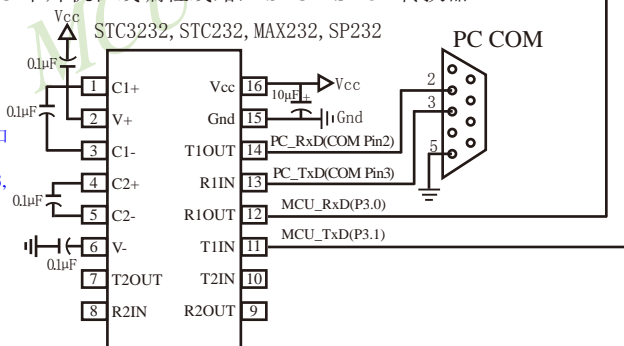 Vcc
STC3232, STC232, MAX232, SP232
PC COM
0.1μF
0.1μF
0.1μF
0.1μF
1 C1+
2 V+
3 C1-
4 C2+
5 C2-
6 V-
7 T2OUT
8 R2IN
Vcc 16
Gnd 15
T1OUT 14
R1IN 13
R1OUT 12
T1IN 11
T2IN 10
R2OUT 9
Vcc
10μF +
Gnd
PC_RxD(COM Pin2)
PC_TxD(COM Pin3)
MCU_RxD(P3.0)
MCU_TxD(P3.1)
2
3
5
MCU